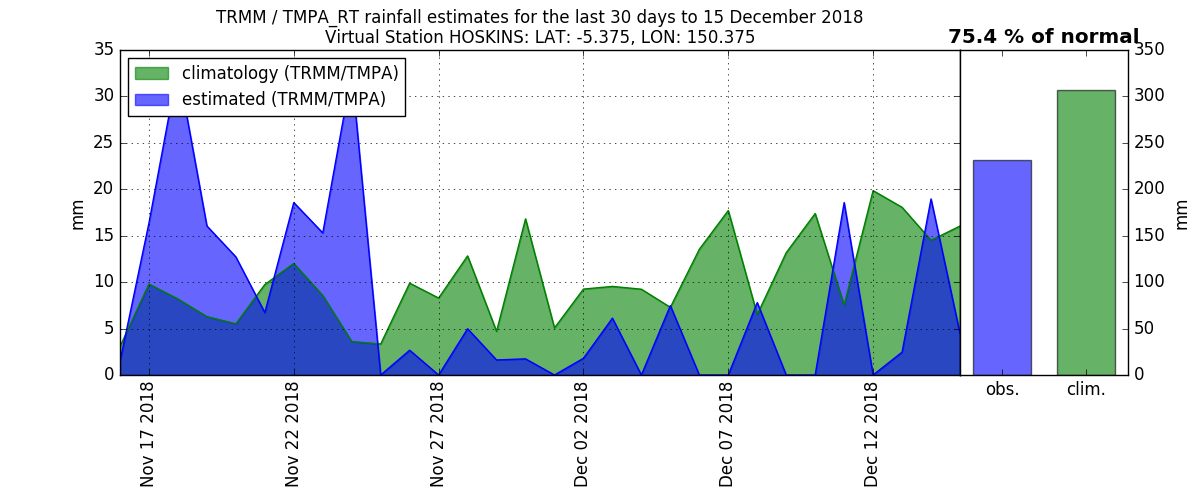 TRMM / TMPA_RT rainfall estimates for the last 30 days to 15 December 2018
Virtual Station HOSKINS: LAT: -5.375, LON: 150.375
75.4 % of normal
climatology (TRMM/TMPA)
estimated (TRMM/TMPA)
35
30
25
20
15
10
5
0
mm
Nov 17 2018
Nov 22 2018
Nov 27 2018
Dec 02 2018
Dec 07 2018
Dec 12 2018
obs.
clim.
350
300
250
200
150
100
50
0
mm